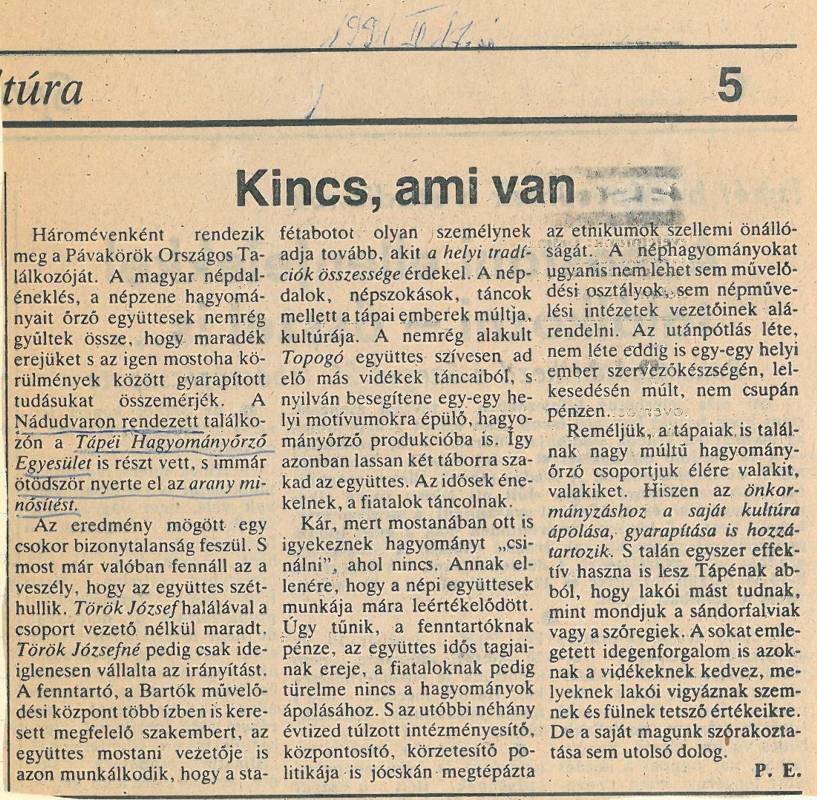 1991 II 17.
túra
5
Kincs, ami van
Háromévenként rendezik
meg a Pávakörök Országos Ta-
lálkozóját. A magyar népdal-
éneklés, a népzene hagyomá-
nyait őrző együttesek nemrég
gyűltek össze, hogy maradék
erejüket s az igen mostoha kö-
rülmények között gyarapított
tudásukat összemérjék. A
Nádudvaron rendezett találko-
zón a Tápéi Hagyományőrző
Egyesület is részt vett, s immár
ötödször nyerte el az arany mi-
nősítést.
Az eredmény mögött egy
csokor bizonytalanság feszül. S
most már valóban fennáll az a
veszély, hogy az együttes szét-
hullik. Török József halálával a
csoport vezető nélkül maradt.
Török Józsefné pedig csak ide-
iglenesen vállalta az irányítást.
A fenntartó, a Bartók művelő-
dési központ több ízben is kere-
sett megfelelő szakembert, az
együttes mostani vezetője is
azon munkálkodik, hogy a sta-
fétabotot olyan személynek
adja tovább, akit a helyi tradí-
ciók összessége érdekel. A nép-
dalok, népszokások, táncok
mellett a tápai emberek múltja,
kultúrája. A nemrég alakult
Topogó együttes szívesen ad
elő más vidékek táncaiból, s
nyilván besegítene egy-egy he-
lyi motívumokra épülő, hagyo-
mányőrző produkcióba is. Így
azonban lassan két táborra sza-
kad az együttes. Az idősek éne-
kelnek, a fiatalok táncolnak.
Kár, mert mostanában ott is
igyekeznek hagyományt „csi-
nálni”, ahol nincs. Annak el-
lenére, hogy a népi együttesek
munkája mára leértékelődött.
Úgy tűnik, a fenntartóknak
pénze, az együttes idős tagjai-
nak ereje, a fiataloknak pedig
türelme nincs a hagyományok
ápolásához. S az utóbbi néhány
évtized túlzott intézményesítő,
központosító, körzetesítő po-
litikája is jócskán megtépázta
az etnikumok szellemi önálló-
ságát. A néphagyományokat
ugyanis nem lehet sem művelő-
dési osztályok, sem népműve-
lési intézetek vezetőinek alá-
rendelni. Az utánpótlás léte,
nem léte eddig is egy-egy helyi
ember szervezőkészségén, lel-
kesedésén múlt, nem csupán
pénzen.
Reméljük, a tápaiak is talál-
nak nagy múltú hagyomány-
őrző csoportjuk élére valakit,
valakiket. Hiszen az önkor-
mányzáshoz a saját kultúra
ápolása, gyarapítása is hozzá-
tartozik. S talán egyszer effek-
tív haszna is lesz Tápénak ab-
ból, hogy lakói mást tudnak,
mint mondjuk a sándorfalviak
vagy a szőregiek. A sokat emle-
getett idegenforgalom is azok-
nak a vidékeknek kedvez, me-
lyeknek lakói vigyáznak szem-
nek és fülnek tetsző értékeikre.
De a saját magunk szórakozta-
tása sem utolsó dolog.
P. E.